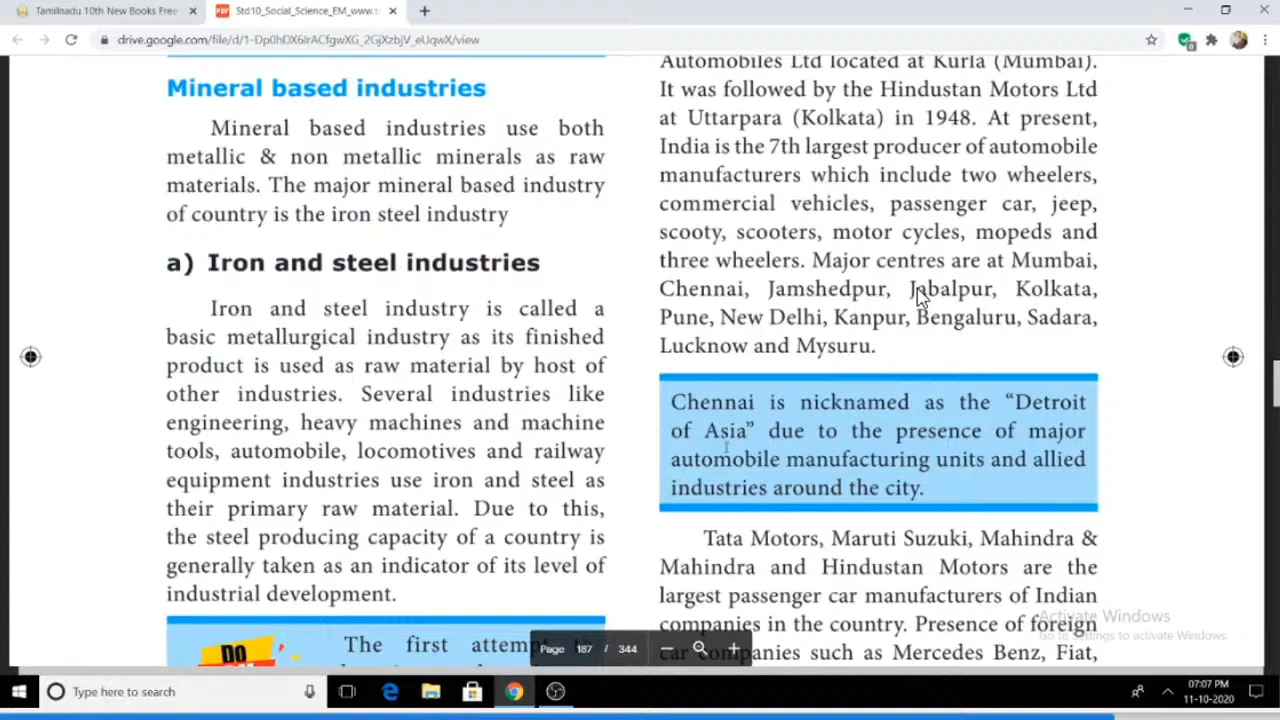 Tamilnadu 10th New Books Free
Std10_Social_Science_EM_www.t
drive.google.com/file/d/1-Dp0hDX6IrACfgwXG_2GjXzbjV_eUqwX/view
Mineral based industries
Mineral based industries use both
metallic & non metallic minerals as raw
materials. The major mineral based industry
of country is the iron steel industry
a) Iron and steel industries
Iron and steel industry is called a
basic metallurgical industry as its finished
product is used as raw material by host of
other industries. Several industries like
engineering, heavy machines and machine
tools, automobile, locomotives and railway
equipment industries use iron and steel as
their primary raw material. Due to this,
the steel producing capacity of a country is
generally taken as an indicator of its level of
industrial development.
DO
The first attempt
Automobiles Ltd located at Kurla (Mumbai).
It was followed by the Hindustan Motors Ltd
at Uttarpara (Kolkata) in 1948. At present,
India is the 7th largest producer of automobile
manufacturers which include two wheelers,
commercial vehicles, passenger car, jeep,
scooty, scooters, motor cycles, mopeds and
three wheelers. Major centres are at Mumbai,
Chennai, Jamshedpur, Jabalpur, Kolkata,
Pune, New Delhi, Kanpur, Bengaluru, Sadara,
Lucknow and Mysuru.
Chennai is nicknamed as the “Detroit
of Asia” due to the presence of major
automobile manufacturing units and allied
industries around the city.
Tata Motors, Maruti Suzuki, Mahindra &
Mahindra and Hindustan Motors are the
largest passenger car manufacturers of Indian
companies in the country. Presence of foreign
car companies such as Mercedes Benz, Fiat,
Activate Windows
Go to Settings to activate Windows.
Page 187 / 344
Type here to search
07:07 PM
11-10-2020